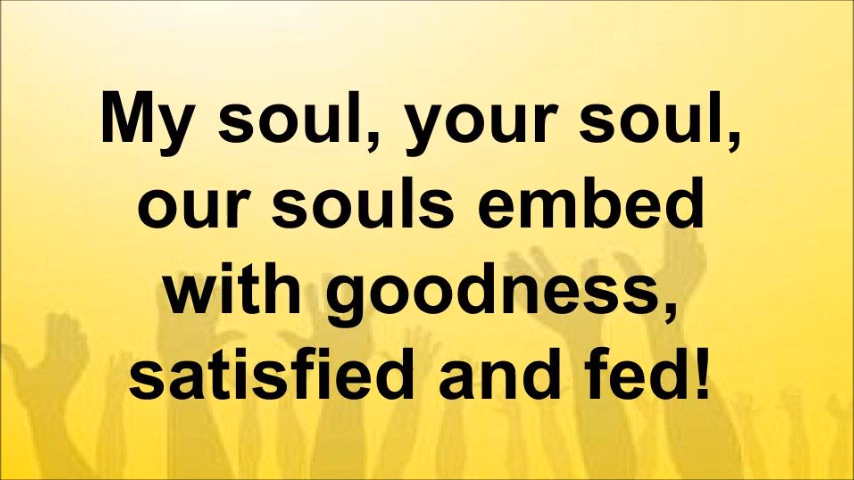 My soul, your soul,
our souls embed
with goodness,
satisfied and fed!